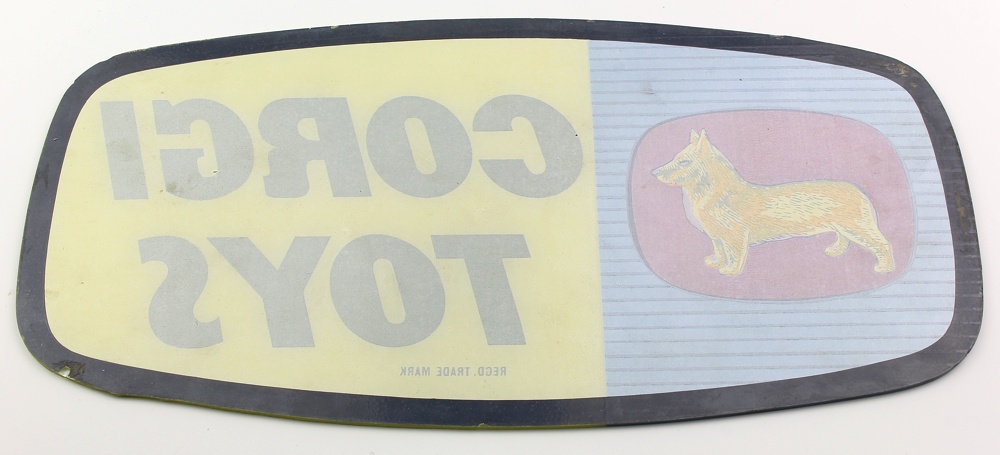 CORGI
TOYS
REGD. TRADE MARK